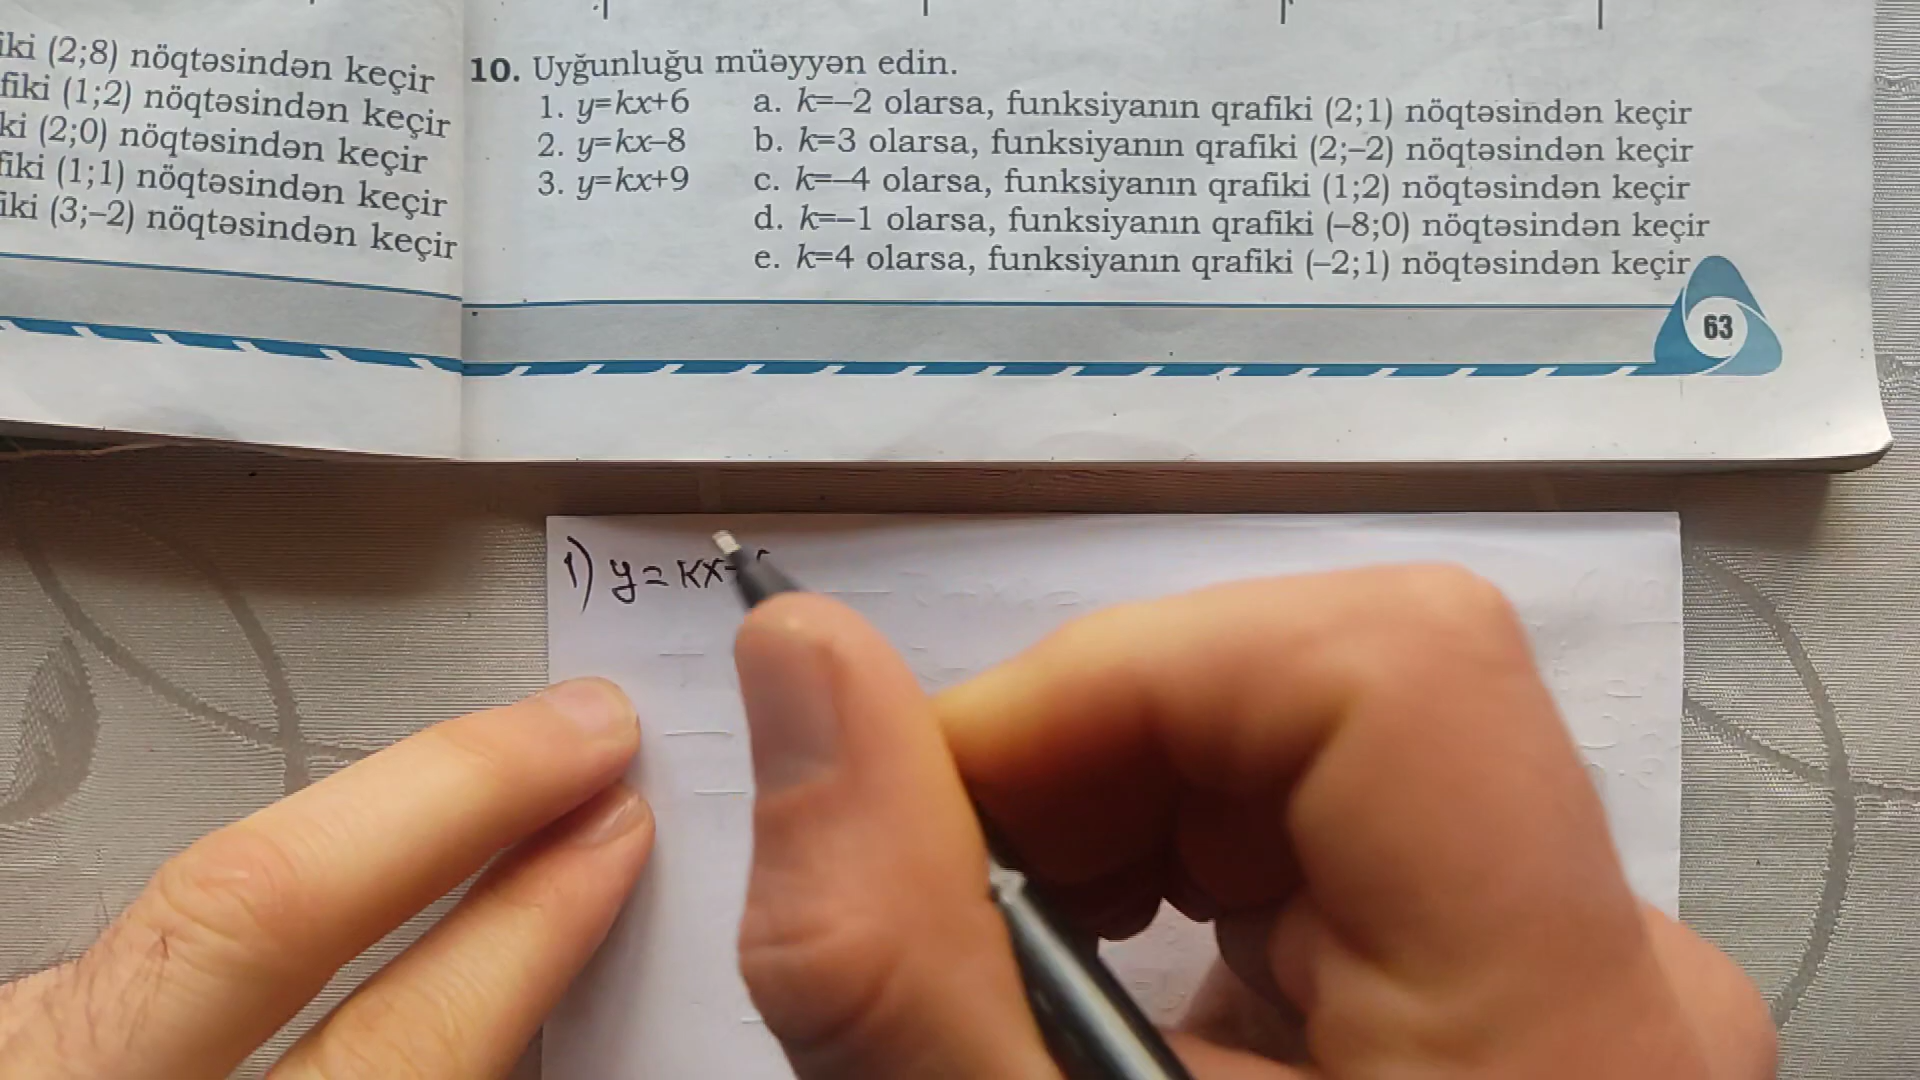 iki (2;8) nöqtəsindən keçir
fiki (1;2) nöqtəsindən keçir
ki (2;0) nöqtəsindən keçir
fiki (1;1) nöqtəsindən keçir
iki (3;–2) nöqtəsindən keçir
10. Uyğunluğu müəyyən edin.
1. y=kx+6
2. y=kx–8
3. y=kx+9
a. k=–2 olarsa, funksiyanın qrafiki (2;1) nöqtəsindən keçir
b. k=3 olarsa, funksiyanın qrafiki (2;–2) nöqtəsindən keçir
c. k=–4 olarsa, funksiyanın qrafiki (1;2) nöqtəsindən keçir
d. k=–1 olarsa, funksiyanın qrafiki (–8;0) nöqtəsindən keçir
e. k=4 olarsa, funksiyanın qrafiki (–2;1) nöqtəsindən keçir
63
1) y=kx